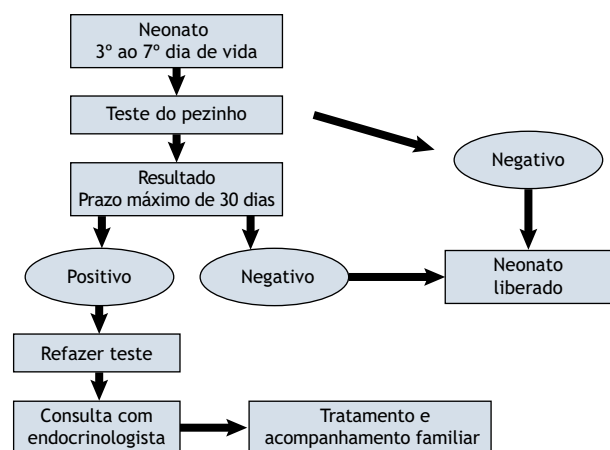 Neonato
3º ao 7º dia de vida
Teste do pezinho
Negativo
Resultado
Prazo máximo de 30 dias
Positivo
Negativo
Neonato
liberado
Refazer teste
Consulta com
endocrinologista
Tratamento e
acompanhamento familiar